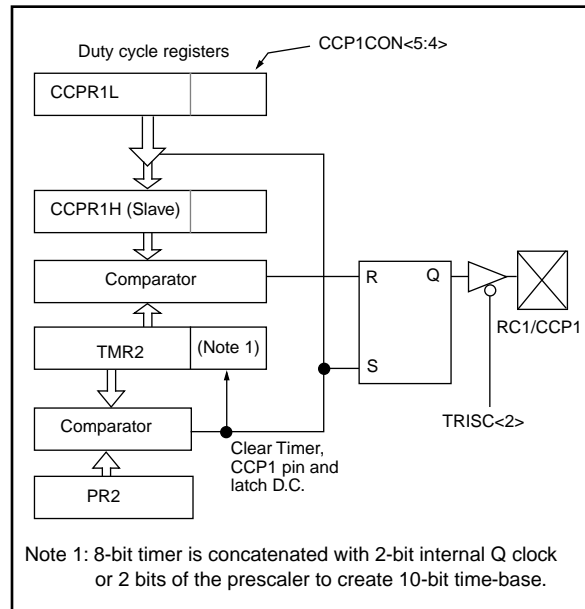 Duty cycle registers
CCP1CON<5:4>
CCPR1L
CCPR1H (Slave)
Comparator
R
Q
RC1/CCP1
TMR2
(Note 1)
S
TRISC<2>
Comparator
Clear Timer,
CCP1 pin and
latch D.C.
PR2
Note 1: 8-bit timer is concatenated with 2-bit internal Q clock
or 2 bits of the prescaler to create 10-bit time-base.